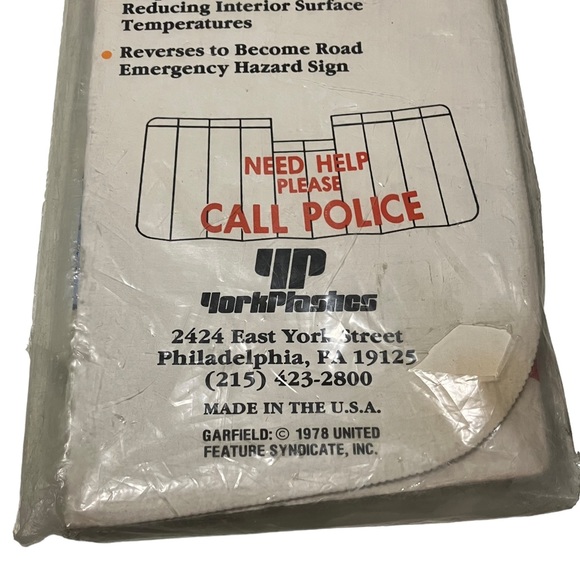 Reducing Interior Surface
Temperatures
• Reverses to Become Road
Emergency Hazard Sign
NEED HELP
PLEASE
CALL POLICE
YP
YorkPlastics
2424 East York Street
Philadelphia, PA 19125
(215) 423-2800
MADE IN THE U.S.A.
GARFIELD: © 1978 UNITED
FEATURE SYNDICATE, INC.